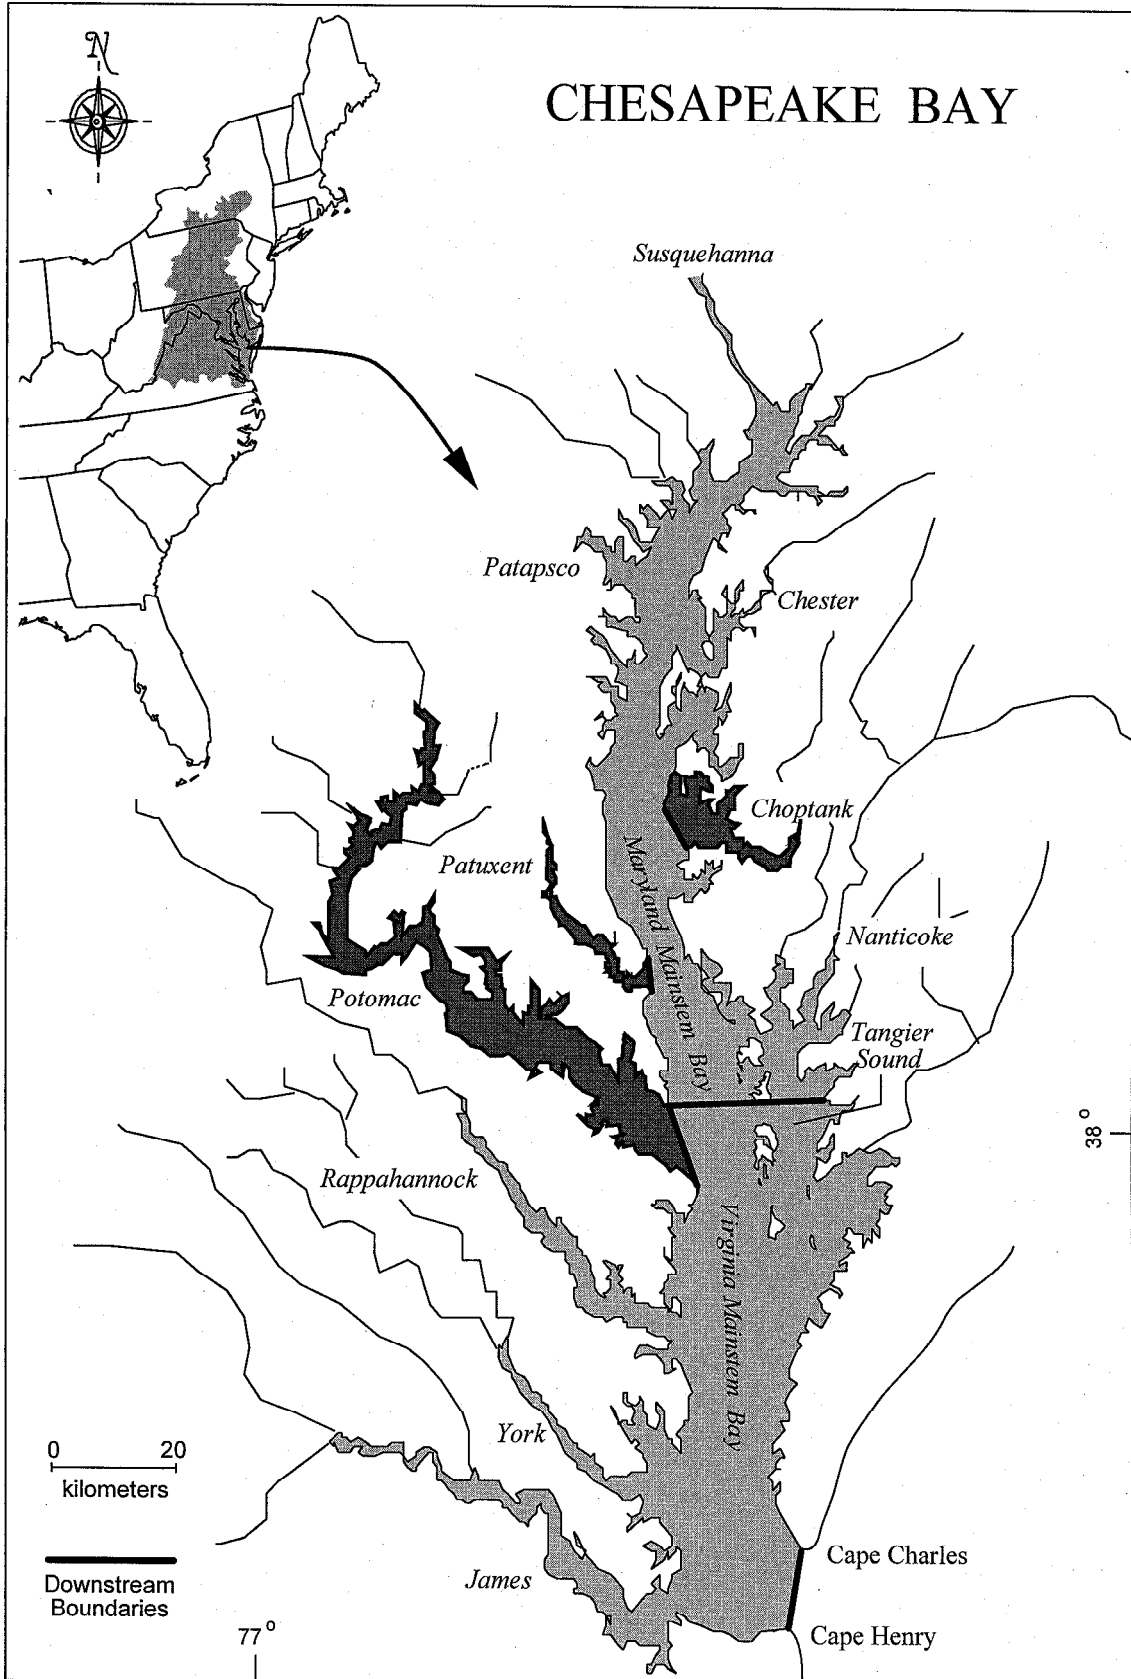 N
CHESAPEAKE BAY
Susquehanna
Patapsco
Chester
Choptank
Maryland Mainstem Bay
Patuxent
Nanticoke
Potomac
Tangier
Sound
38°
Rappahannock
Virginia Mainstem Bay
York
0 20
kilometers
Cape Charles
James
Downstream
Boundaries
Cape Henry
77°